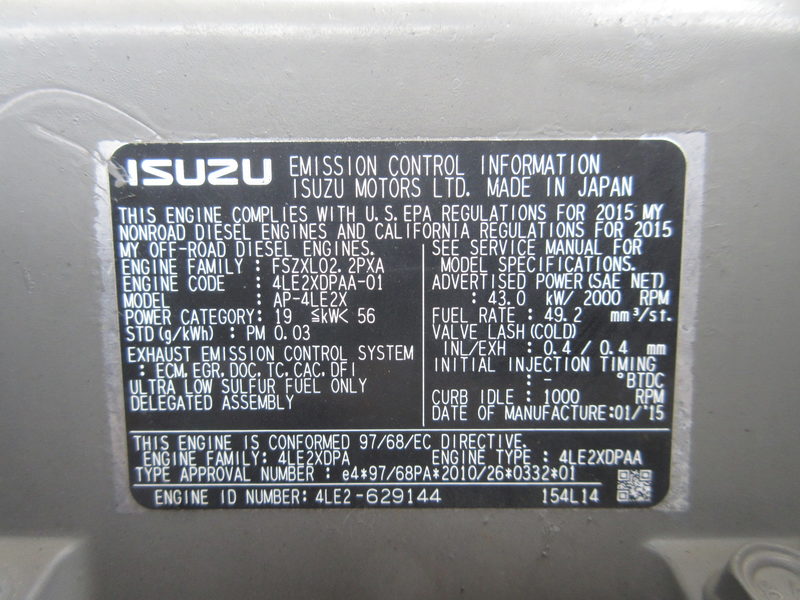 ISUZU EMISSION CONTROL INFORMATION
ISUZU MOTORS LTD. MADE IN JAPAN
THIS ENGINE COMPLIES WITH U.S.EPA REGULATIONS FOR 2015 MY
NONROAD DIESEL ENGINES AND CALIFORNIA REGULATIONS FOR 2015
MY OFF-ROAD DIESEL ENGINES.
ENGINE FAMILY : FSZXL02.2PXA
ENGINE CODE : 4LE2XDPAA-01
MODEL : AP-4LE2X
POWER CATEGORY : 19 ≦kW< 56
STD (g/kWh) : PM 0.03
EXHAUST EMISSION CONTROL SYSTEM
: ECM, EGR, DOC, TC, CAC, DFI
ULTRA LOW SULFUR FUEL ONLY
DELEGATED ASSEMBLY
SEE SERVICE MANUAL FOR
MODEL SPECIFICATIONS.
ADVERTISED POWER (SAE NET)
: 43.0 kW/ 2000 RPM
FUEL RATE : 49.2 mm³/st.
VALVE LASH (COLD)
INL/EXH : 0.4 / 0.4 mm
INITIAL INJECTION TIMING
: - °BTDC
CURB IDLE : 1000 RPM
DATE OF MANUFACTURE:01/'15
THIS ENGINE IS CONFORMED 97/68/EC DIRECTIVE.
ENGINE FAMILY: 4LE2XDPA ENGINE TYPE : 4LE2XDPAA
TYPE APPROVAL NUMBER : e4*97/68PA*2010/26*0332*01
ENGINE ID NUMBER: 4LE2-629144 154L14